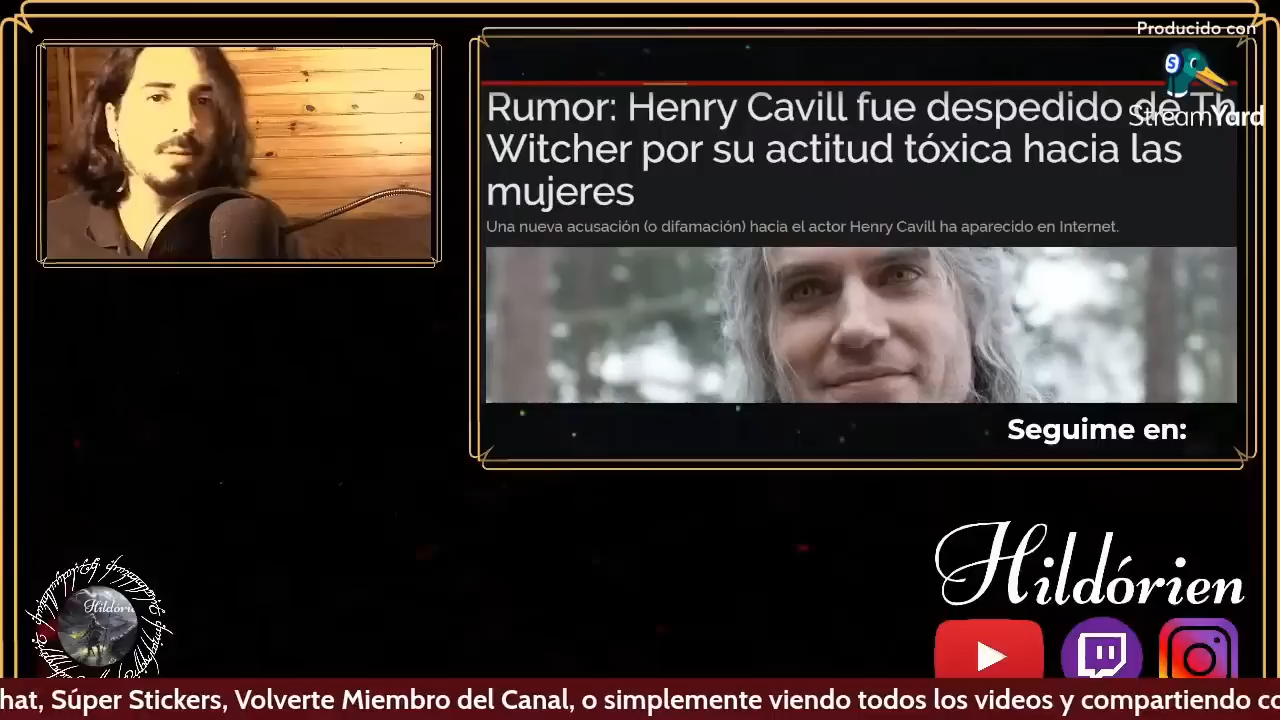 Producido con
StreamYard
Rumor: Henry Cavill fue despedido de Th
Witcher por su actitud tóxica hacia las
mujeres
Una nueva acusación (o difamación) hacia el actor Henry Cavill ha aparecido en Internet.
Seguime en:
Hildórien
Hildórie
hat, Súper Stickers, Volverte Miembro del Canal, o simplemente viendo todos los videos y compartiendo co